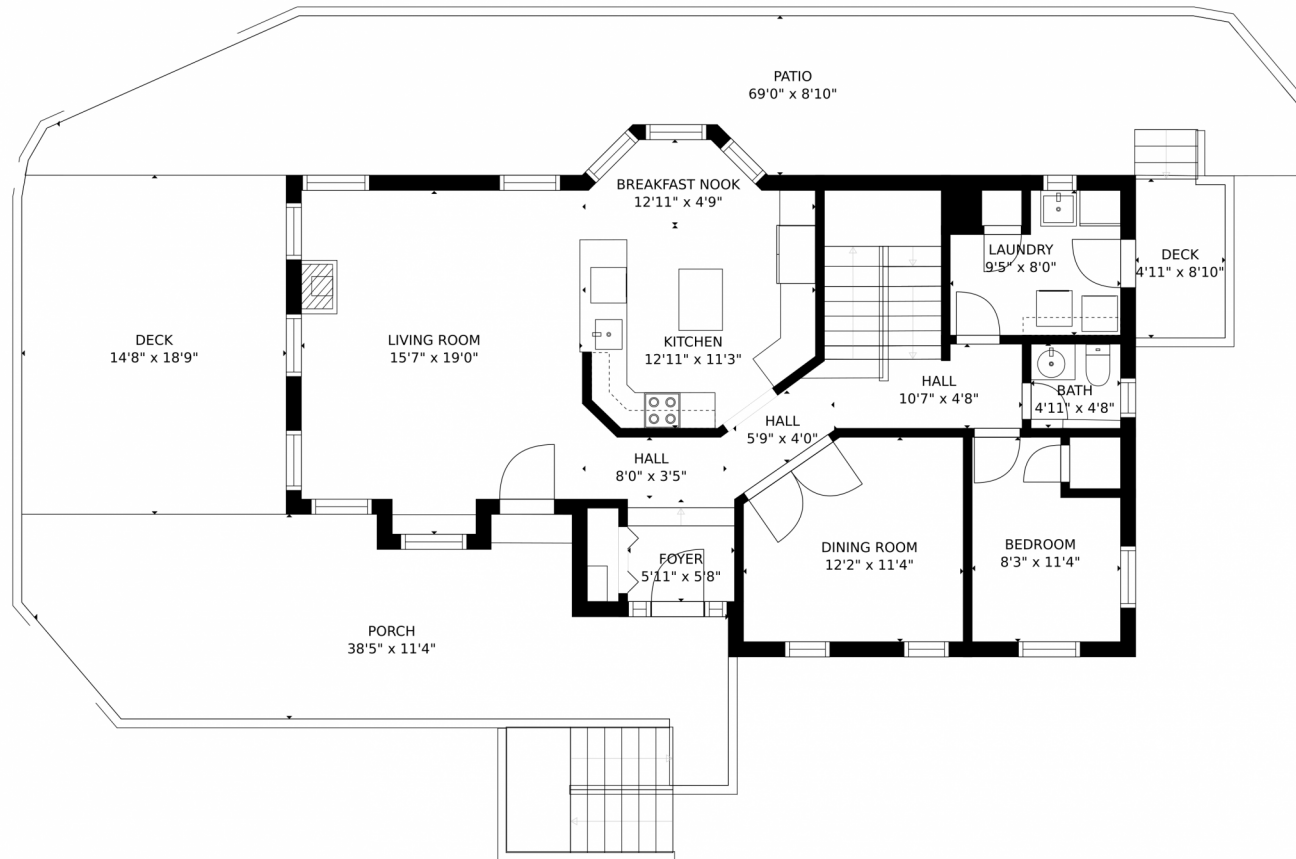 PATIO
69'0" x 8'10"
BREAKFAST NOOK
12'11" x 4'9"
LAUNDRY
9'5" x 8'0"
DECK
4'11" x 8'10"
DECK
14'8" x 18'9"
LIVING ROOM
15'7" x 19'0"
KITCHEN
12'11" x 11'3"
HALL
10'7" x 4'8"
BATH
4'11" x 4'8"
HALL
5'9" x 4'0"
HALL
8'0" x 3'5"
DINING ROOM
12'2" x 11'4"
BEDROOM
8'3" x 11'4"
FOYER
5'11" x 5'8"
PORCH
38'5" x 11'4"